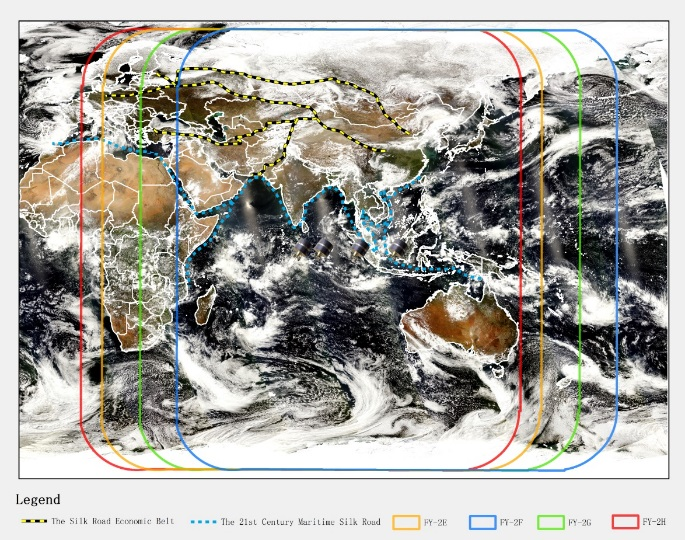 Legend
The Silk Road Economic Belt
The 21st Century Maritime Silk Road
FY-2E
FY-2F
FY-2G
FY-2H